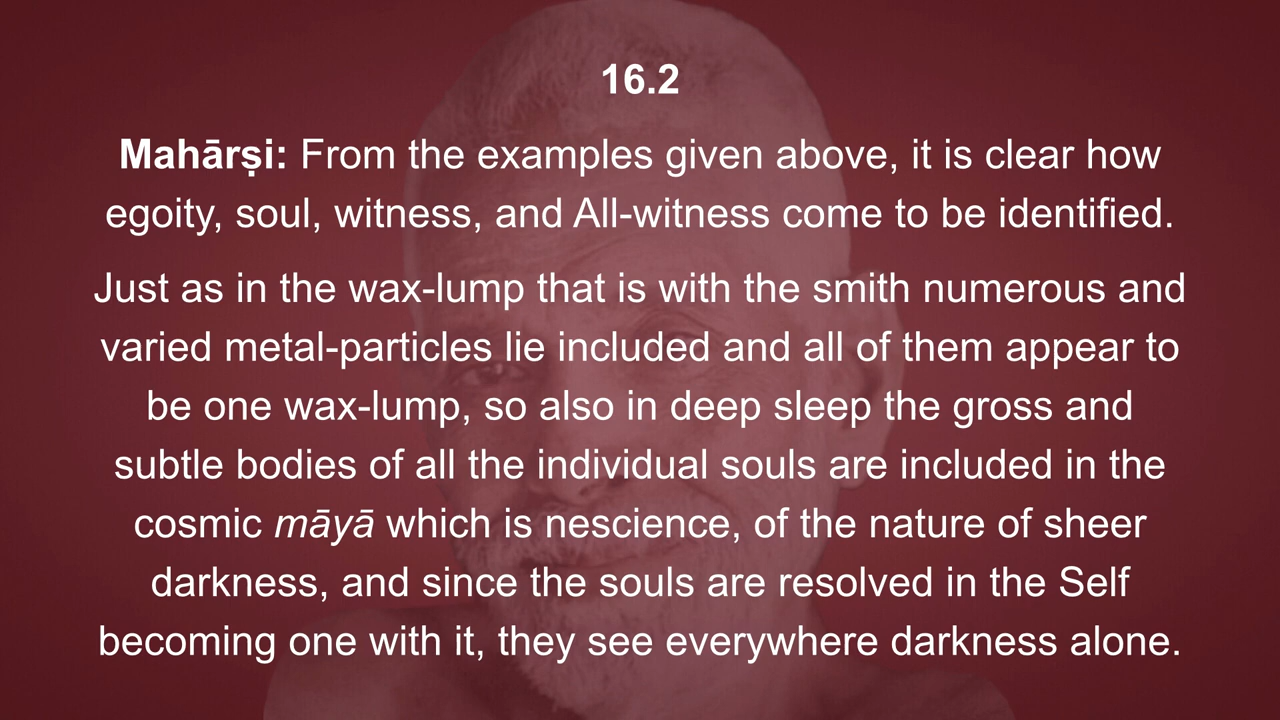 16.2
Mahārṣi: From the examples given above, it is clear how
egoity, soul, witness, and All-witness come to be identified.
Just as in the wax-lump that is with the smith numerous and
varied metal-particles lie included and all of them appear to
be one wax-lump, so also in deep sleep the gross and
subtle bodies of all the individual souls are included in the
cosmic māyā which is nescience, of the nature of sheer
darkness, and since the souls are resolved in the Self
becoming one with it, they see everywhere darkness alone.